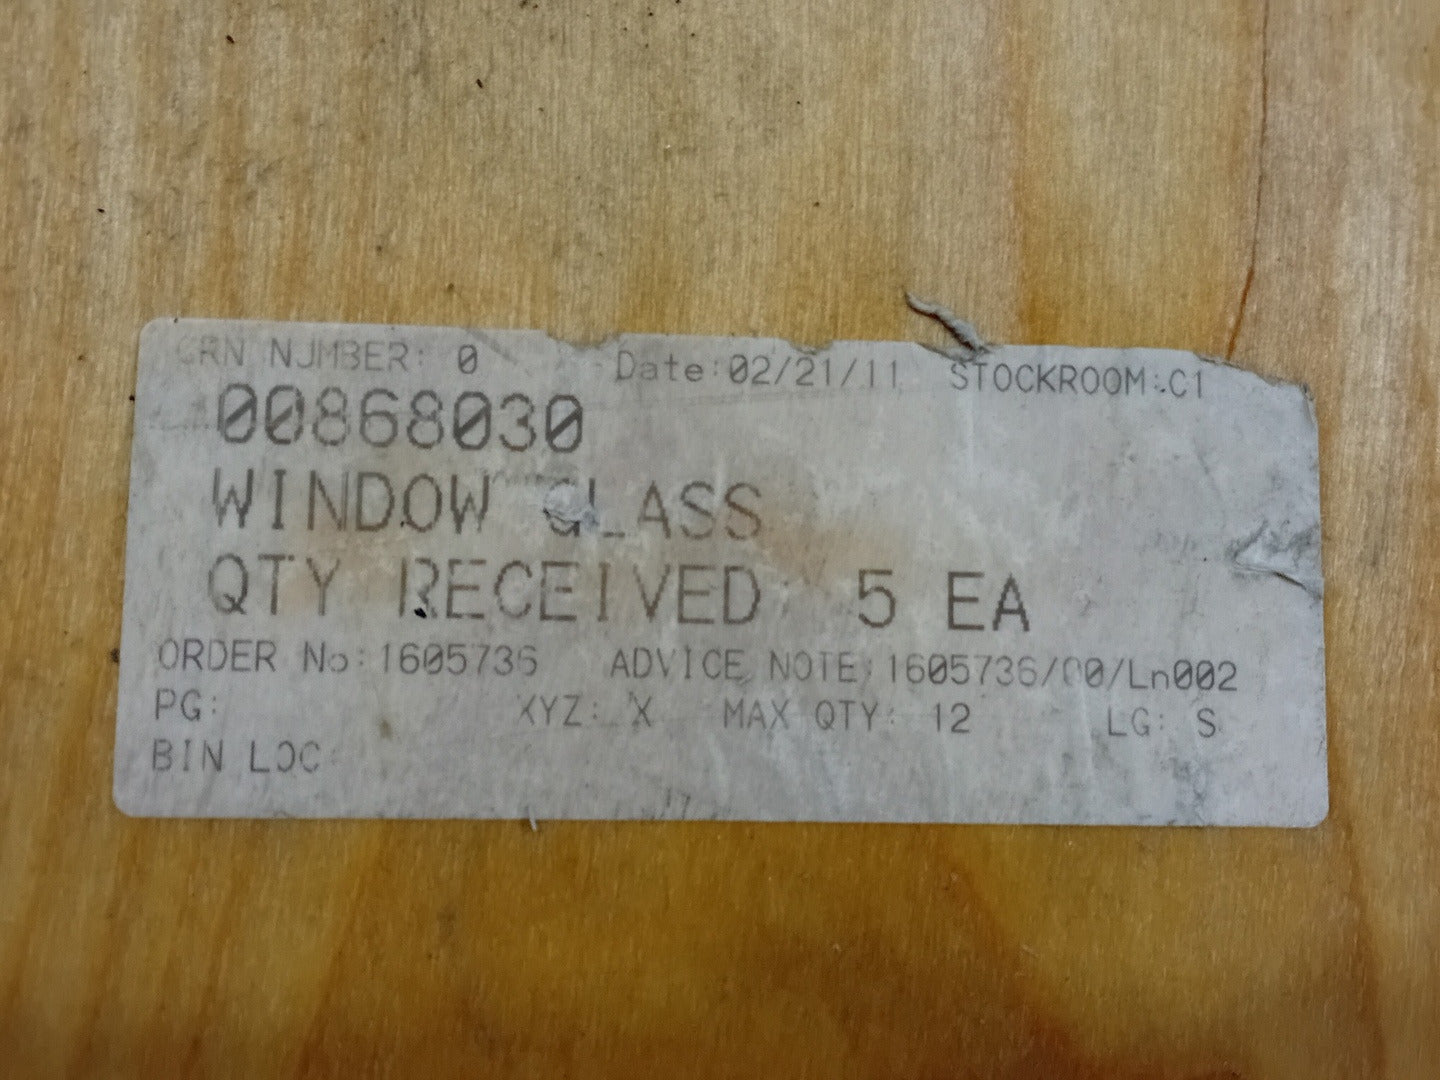 GRN NUMBER: 0 Date:02/21/11 STOCKROOM:C1
00868030
WINDOW GLASS
QTY RECEIVED 5 EA
ORDER No:1605736 ADVICE NOTE:1605736/00/Ln002
PG: XYZ: X MAX QTY: 12 LG: S
BIN LOC: